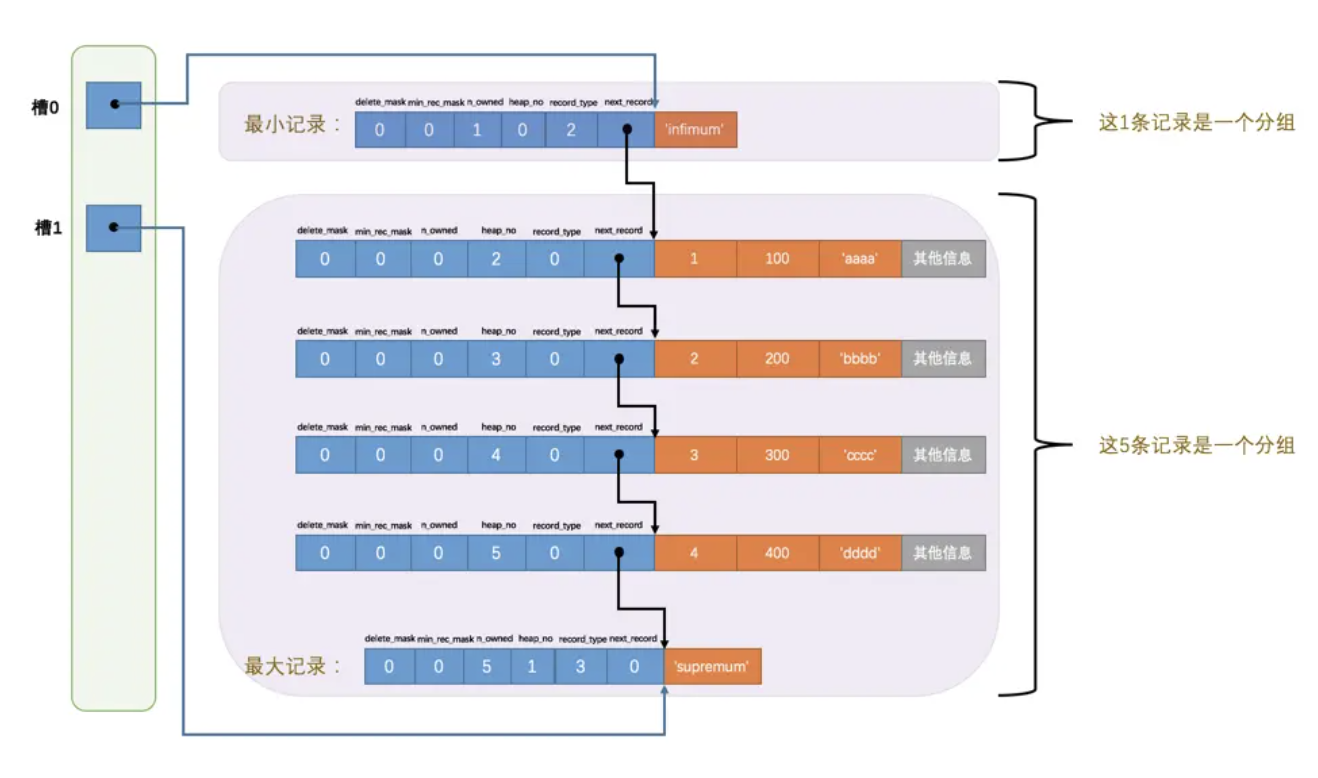 槽0
delete_mask min_rec_mask n_owned heap_no record_type next_record
最小记录： 0 0 1 0 2 'infimum'
这1条记录是一个分组
槽1
delete_mask min_rec_mask n_owned heap_no record_type next_record
0 0 0 2 0 1 100 'aaaa' 其他信息
delete_mask min_rec_mask n_owned heap_no record_type next_record
0 0 0 3 0 2 200 'bbbb' 其他信息
delete_mask min_rec_mask n_owned heap_no record_type next_record
0 0 0 4 0 3 300 'cccc' 其他信息
这5条记录是一个分组
delete_mask min_rec_mask n_owned heap_no record_type next_record
0 0 0 5 0 4 400 'dddd' 其他信息
delete_mask min_rec_mask n_owned heap_no record_type next_record
最大记录： 0 0 5 1 3 0 'supremum'